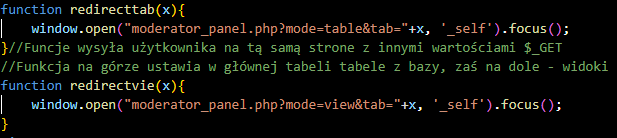 function redirecttab(x){
window.open("moderator_panel.php?mode=table&tab="+x, '_self').focus();
}//Funcje wysyła użytkownika na tą samą strone z innymi wartościami $_GET
//Funkcja na górze ustawia w głównej tabeli tabele z bazy, zaś na dole - widoki
function redirectvie(x){
window.open("moderator_panel.php?mode=view&tab="+x, '_self').focus();
}